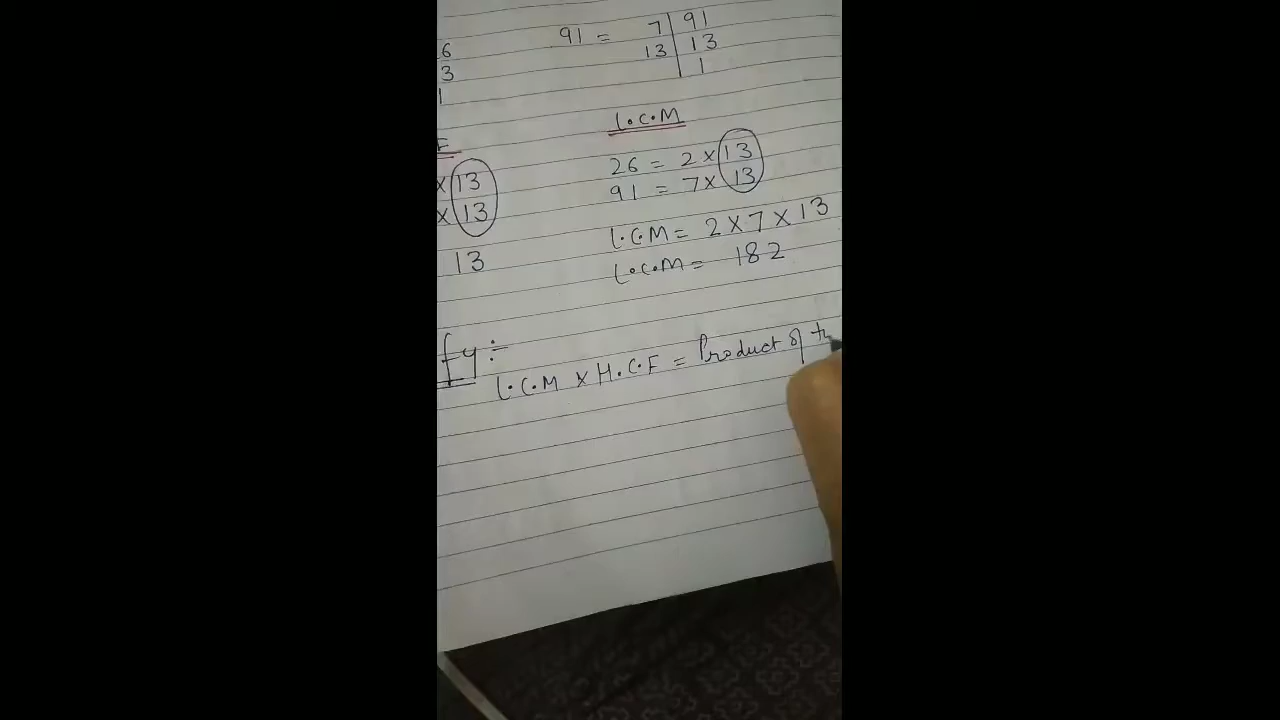 91 = 7 | 91
13 | 13
1
6
3
1
L.C.M
26 = 2 × 13
91 = 7 × 13
L.C.M = 2 × 7 × 13
L.C.M = 182
× 13
× 13
13
fy :-
L.C.M × H.C.F = Product of